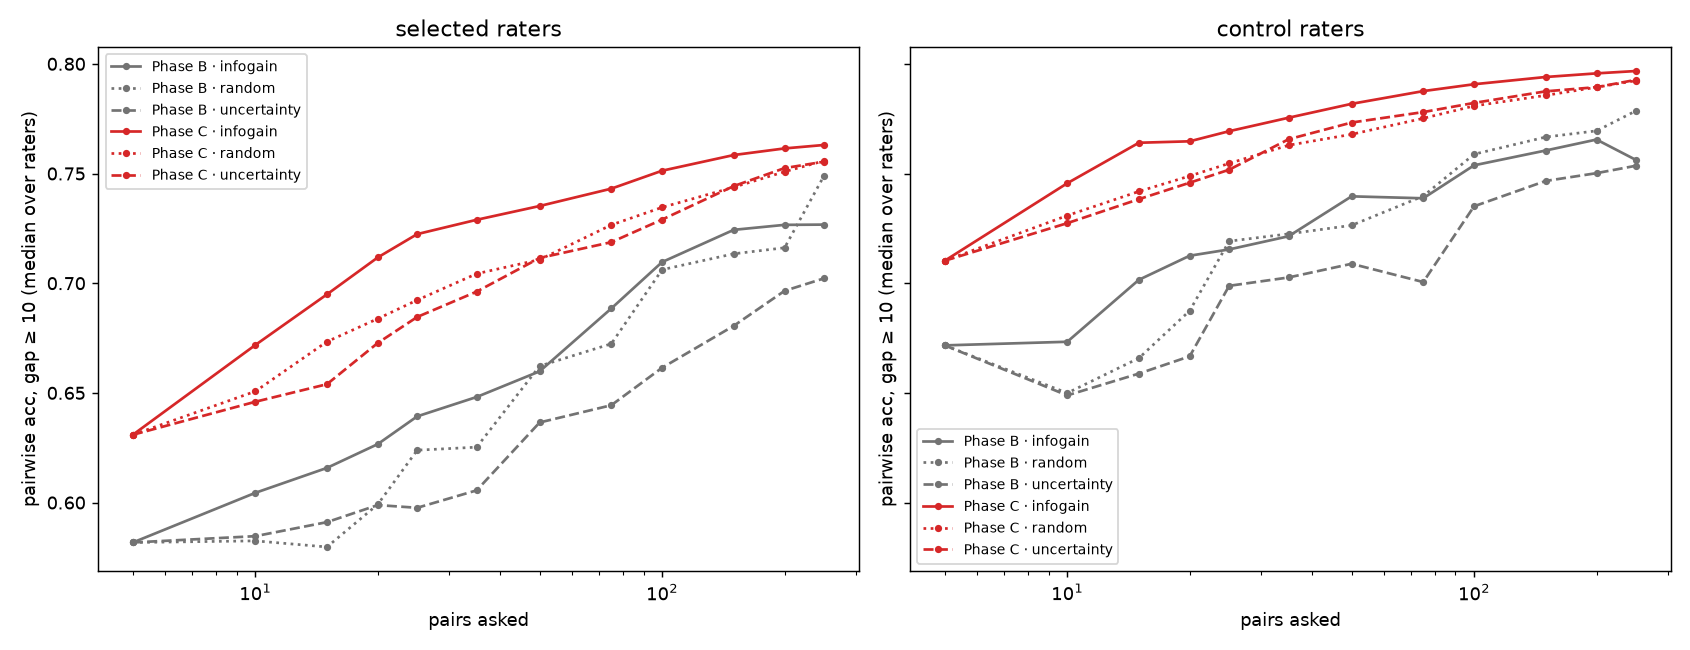 selected raters
control raters
pairwise acc, gap ≥ 10 (median over raters)
0.80
0.75
0.70
0.65
0.60
Phase B · infogain
Phase B · random
Phase B · uncertainty
Phase C · infogain
Phase C · random
Phase C · uncertainty
10¹
10²
pairs asked
pairwise acc, gap ≥ 10 (median over raters)
Phase B · infogain
Phase B · random
Phase B · uncertainty
Phase C · infogain
Phase C · random
Phase C · uncertainty
10¹
10²
pairs asked